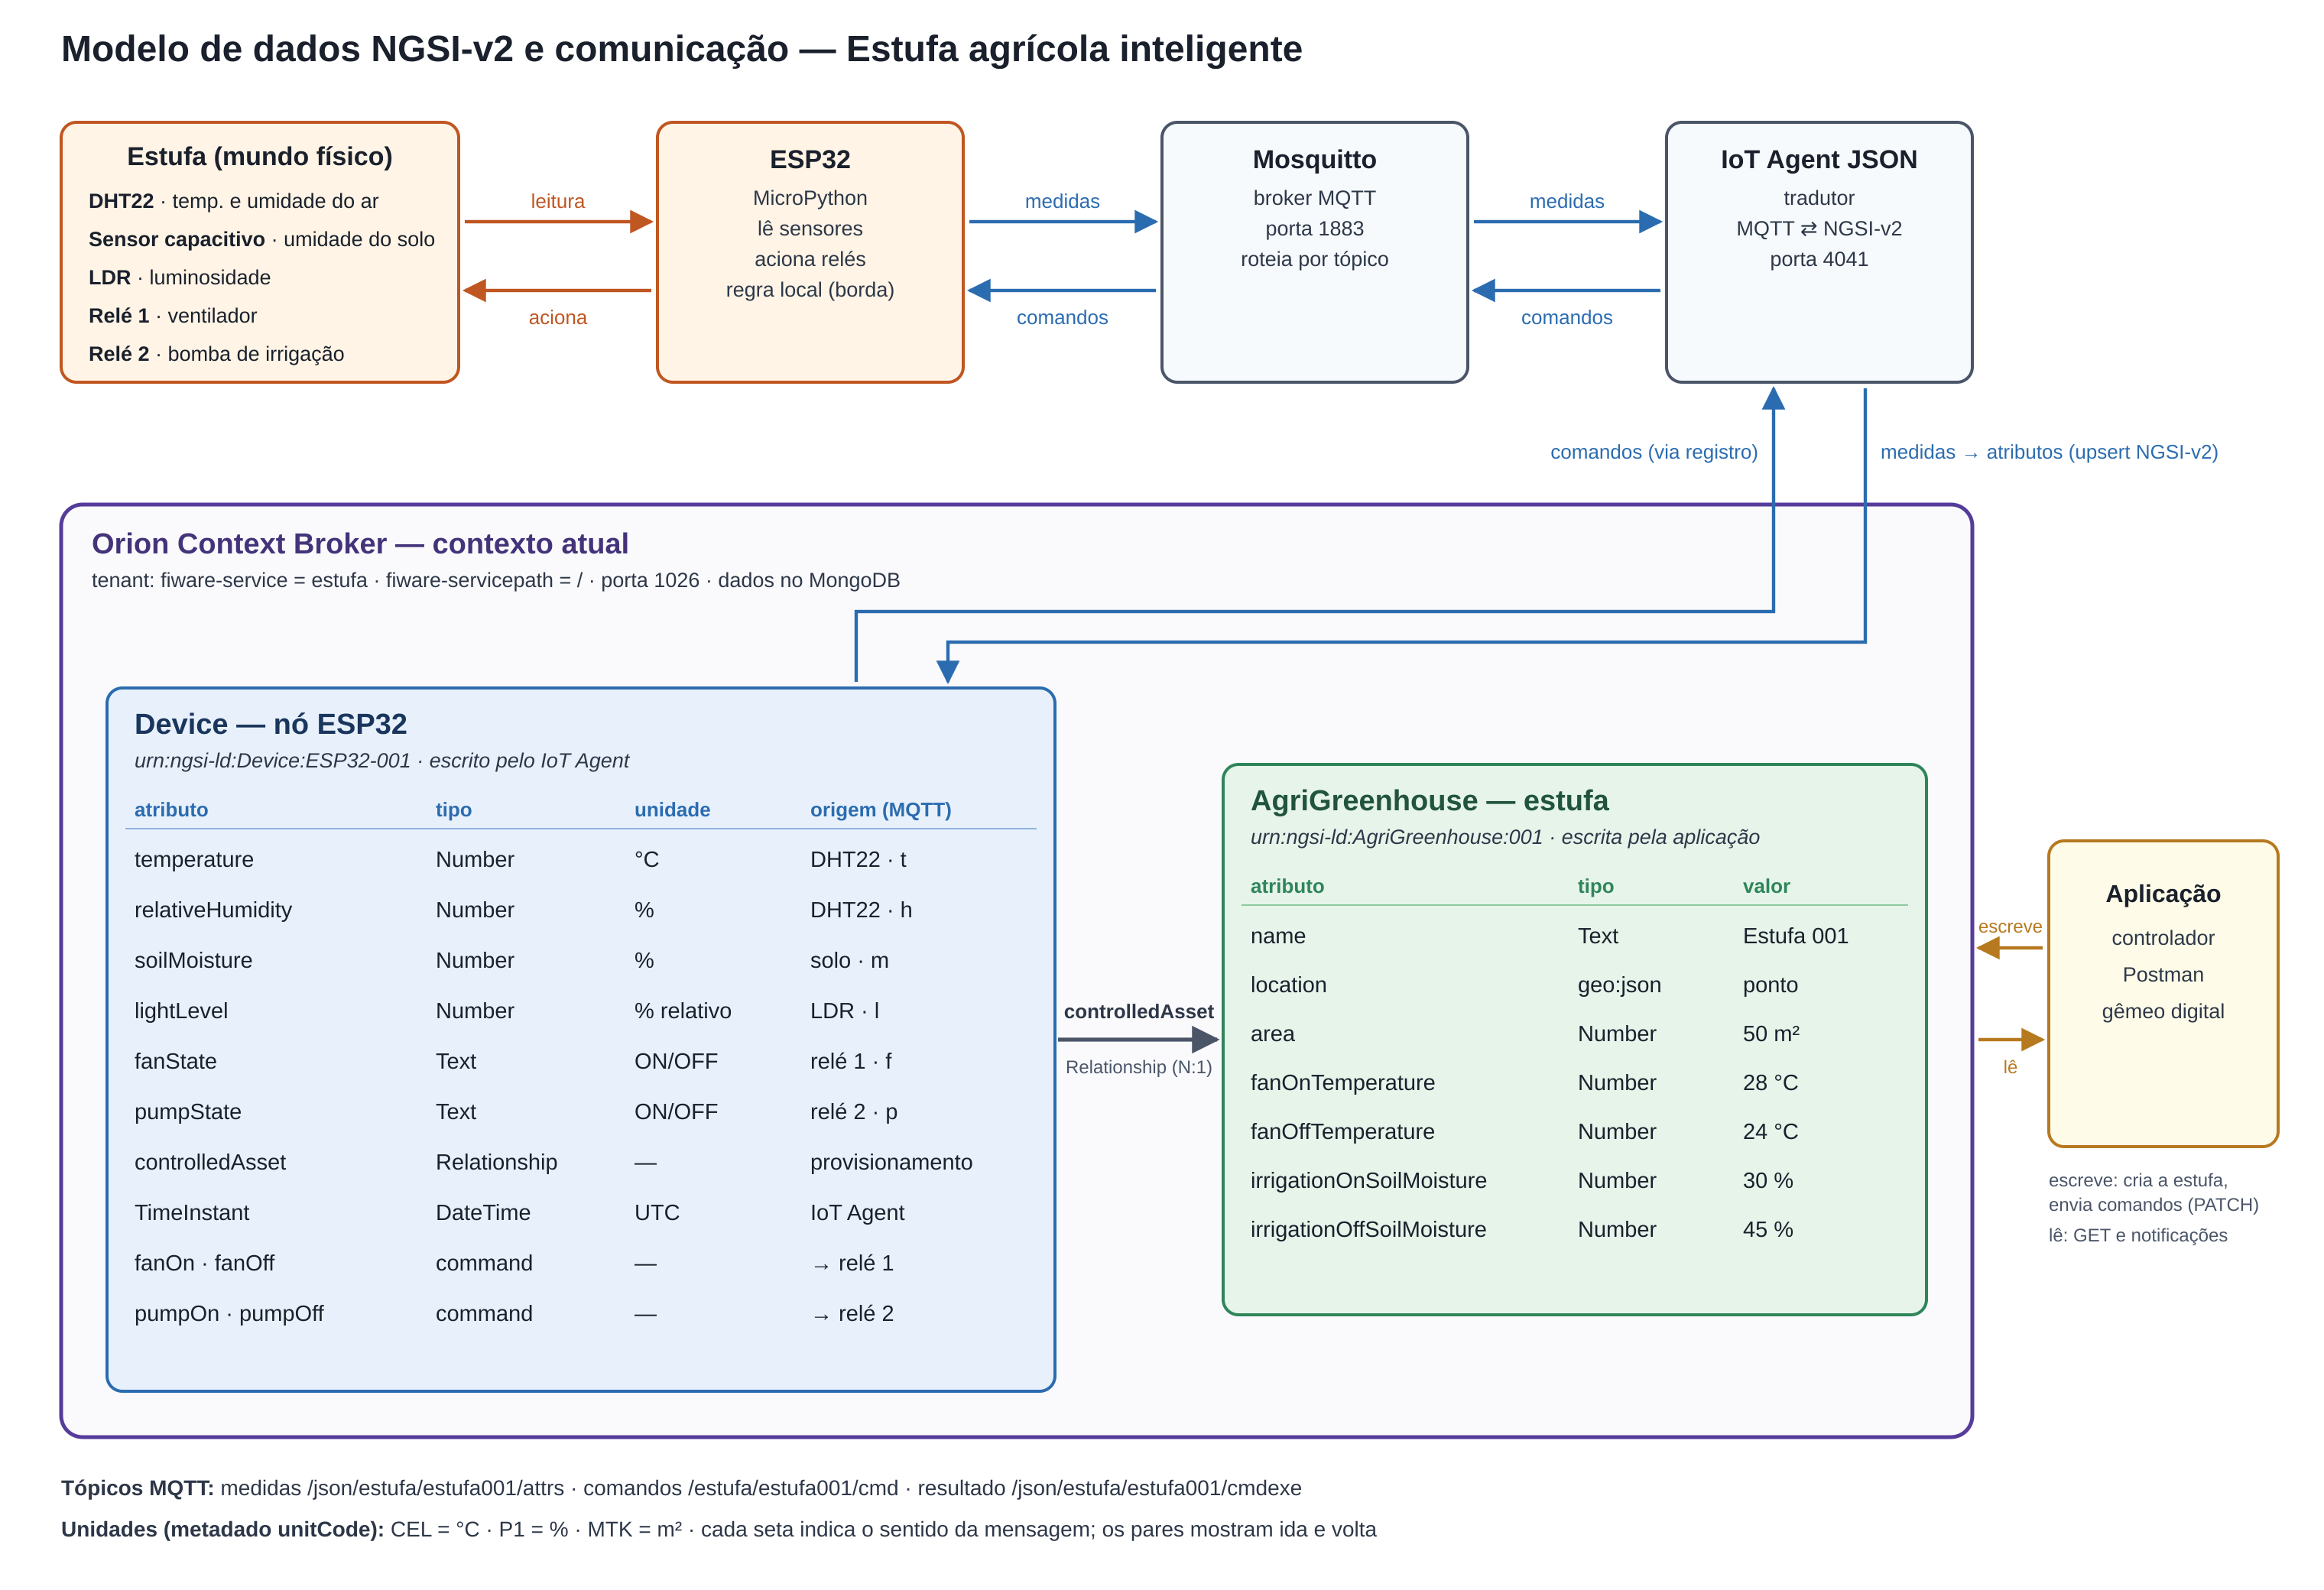 Modelo de dados NGSI-v2 e comunicação — Estufa agrícola inteligente
Estufa (mundo físico)
DHT22 · temp. e umidade do ar
Sensor capacitivo · umidade do solo
LDR · luminosidade
Relé 1 · ventilador
Relé 2 · bomba de irrigação
leitura
aciona
ESP32
MicroPython
lê sensores
aciona relés
regra local (borda)
medidas
comandos
Mosquitto
broker MQTT
porta 1883
roteia por tópico
medidas
comandos
IoT Agent JSON
tradutor
MQTT ⇄ NGSI-v2
porta 4041
comandos (via registro)
medidas → atributos (upsert NGSI-v2)
Orion Context Broker — contexto atual
tenant: fiware-service = estufa · fiware-servicepath = / · porta 1026 · dados no MongoDB
Device — nó ESP32
urn:ngsi-ld:Device:ESP32-001 · escrito pelo IoT Agent
atributo tipo unidade origem (MQTT)
temperature Number °C DHT22 · t
relativeHumidity Number % DHT22 · h
soilMoisture Number % solo · m
lightLevel Number % relativo LDR · l
fanState Text ON/OFF relé 1 · f
pumpState Text ON/OFF relé 2 · p
controlledAsset Relationship — provisionamento
TimeInstant DateTime UTC IoT Agent
fanOn · fanOff command — → relé 1
pumpOn · pumpOff command — → relé 2
controlledAsset
Relationship (N:1)
AgriGreenhouse — estufa
urn:ngsi-ld:AgriGreenhouse:001 · escrita pela aplicação
atributo tipo valor
name Text Estufa 001
location geo:json ponto
area Number 50 m²
fanOnTemperature Number 28 °C
fanOffTemperature Number 24 °C
irrigationOnSoilMoisture Number 30 %
irrigationOffSoilMoisture Number 45 %
escreve
lê
Aplicação
controlador
Postman
gêmeo digital
escreve: cria a estufa,
envia comandos (PATCH)
lê: GET e notificações
Tópicos MQTT: medidas /json/estufa/estufa001/attrs · comandos /estufa/estufa001/cmd · resultado /json/estufa/estufa001/cmdexe
Unidades (metadado unitCode): CEL = °C · P1 = % · MTK = m² · cada seta indica o sentido da mensagem; os pares mostram ida e volta